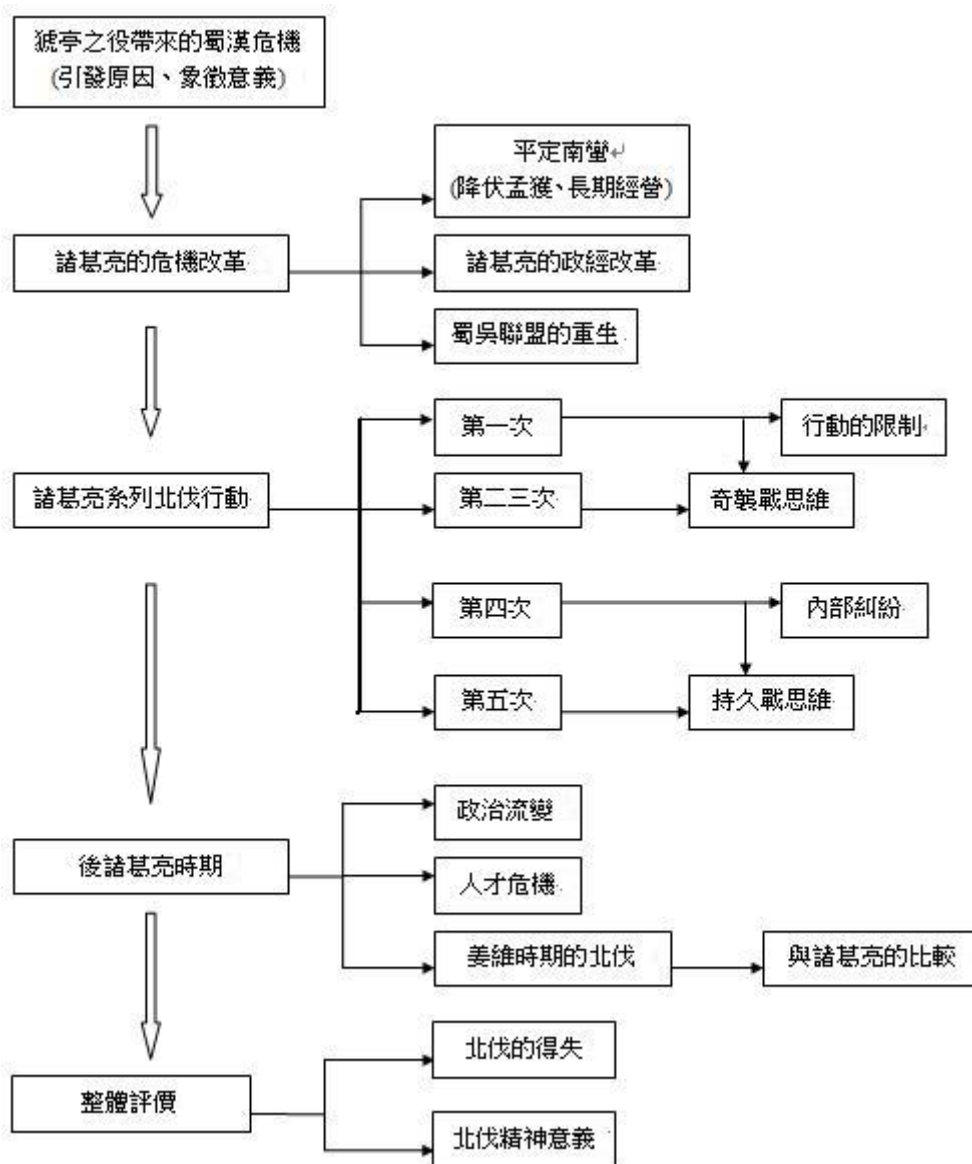 猇亭之役帶來的蜀漢危機
(引發原因、象徵意義)
平定南蠻
(降伏孟獲、長期經營)
諸葛亮的危機改革
諸葛亮的政經改革
蜀吳聯盟的重生
第一次
行動的限制
諸葛亮系列北伐行動
第二三次
奇襲戰思維
第四次
內部糾紛
第五次
持久戰思維
政治流變
後諸葛亮時期
人才危機
姜維時期的北伐
與諸葛亮的比較
北伐的得失
整體評價
北伐精神意義